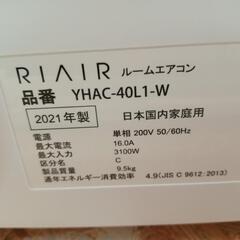 RIAIR ルームエアコン
品番 YHAC-40L1-W
2021年製 日本国内家庭用
電源 単相 200V 50/60Hz
最大電流 16.0A
最大入力 3100W
区分名 C
製品質量 9.5kg
通年エネルギー消費効率 4.9(JIS C 9612:2013)